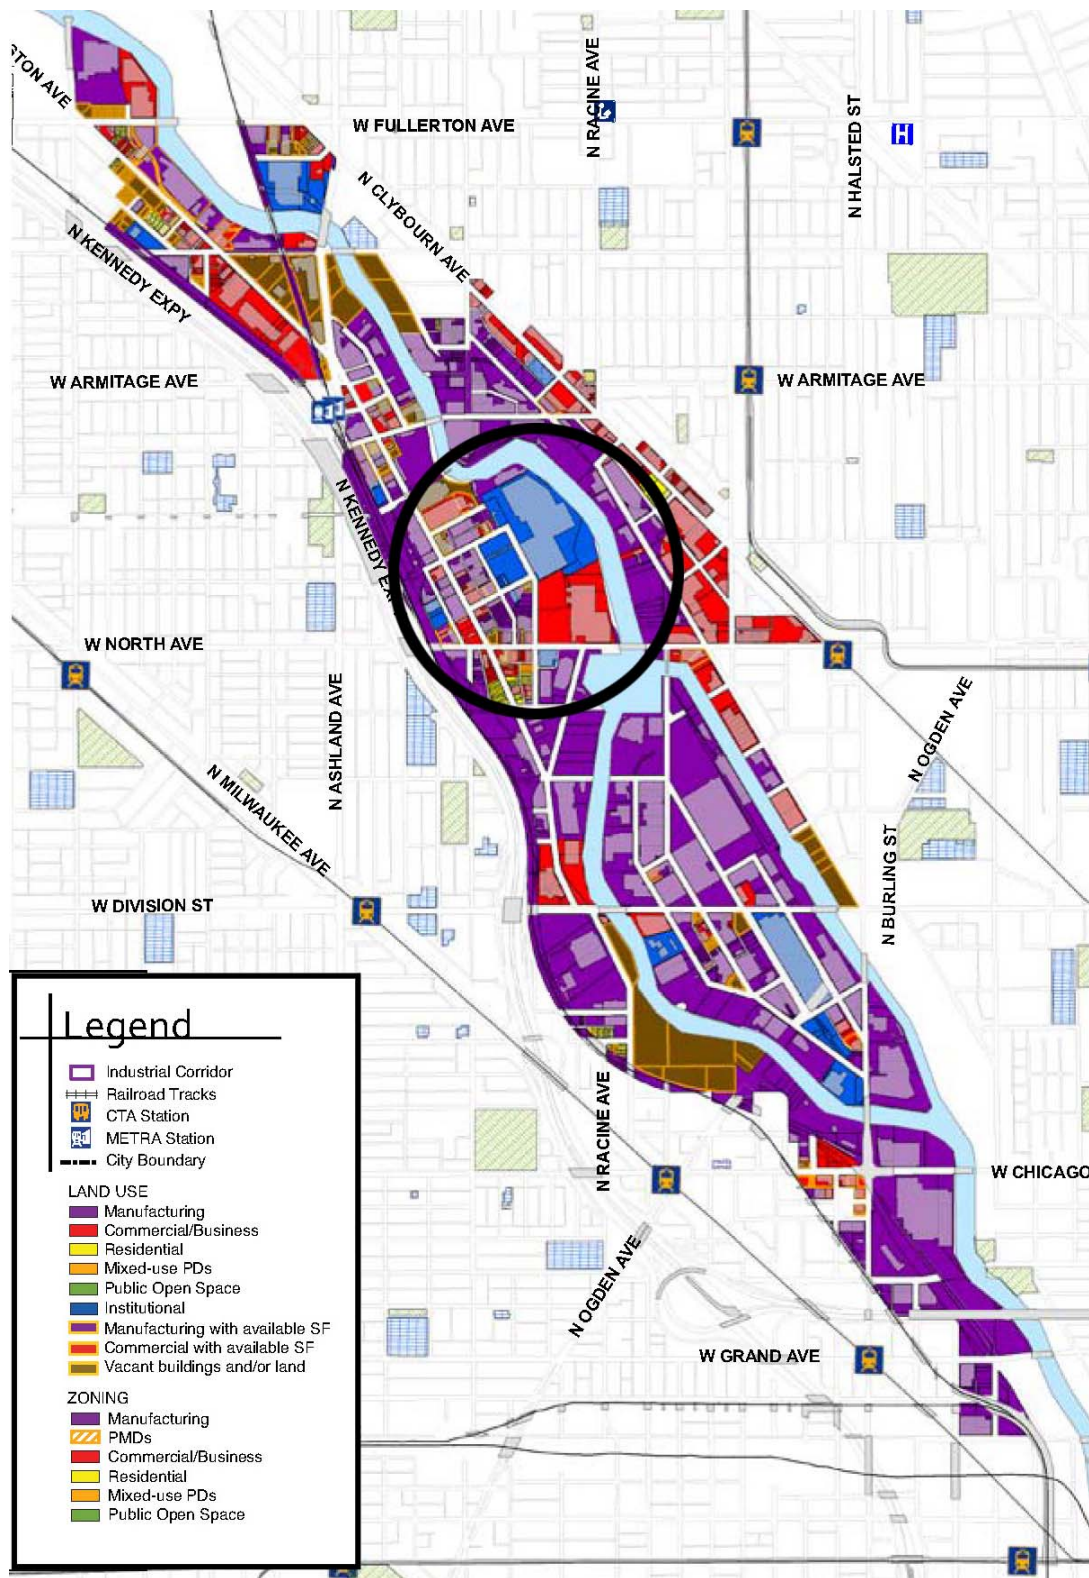 STON AVE
W FULLERTON AVE
N RACINE AVE
N HALSTED ST
H
N CLYBOURN AVE
N KENNEDY EXPY
W ARMITAGE AVE
W ARMITAGE AVE
N KENNEDY EXP
W NORTH AVE
N ASHLAND AVE
N OGDEN AVE
N MILWAUKEE AVE
N BURLING ST
W DIVISION ST
N RACINE AVE
W CHICAGO
N OGDEN AVE
W GRAND AVE
Legend
Industrial Corridor
Railroad Tracks
CTA Station
METRA Station
City Boundary
LAND USE
Manufacturing
Commercial/Business
Residential
Mixed-use PDs
Public Open Space
Institutional
Manufacturing with available SF
Commercial with available SF
Vacant buildings and/or land
ZONING
Manufacturing
PMDs
Commercial/Business
Residential
Mixed-use PDs
Public Open Space